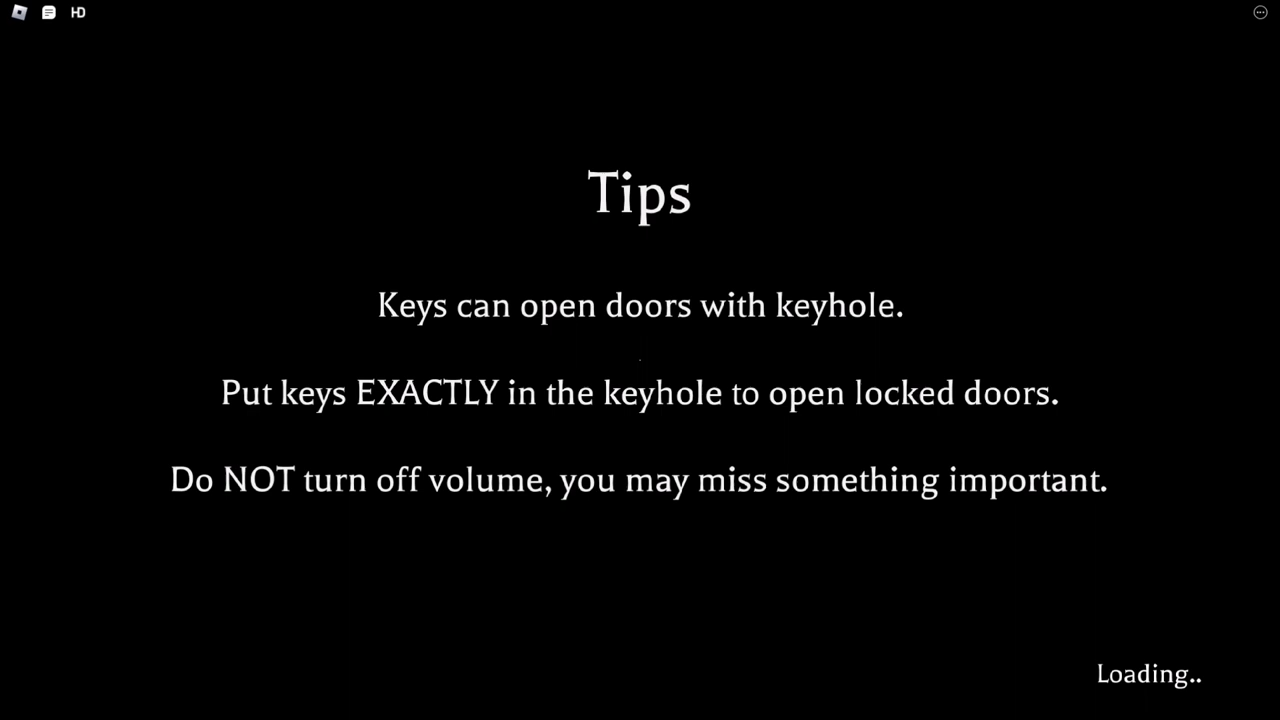 HD
Tips
Keys can open doors with keyhole.
Put keys EXACTLY in the keyhole to open locked doors.
Do NOT turn off volume, you may miss something important.
Loading..